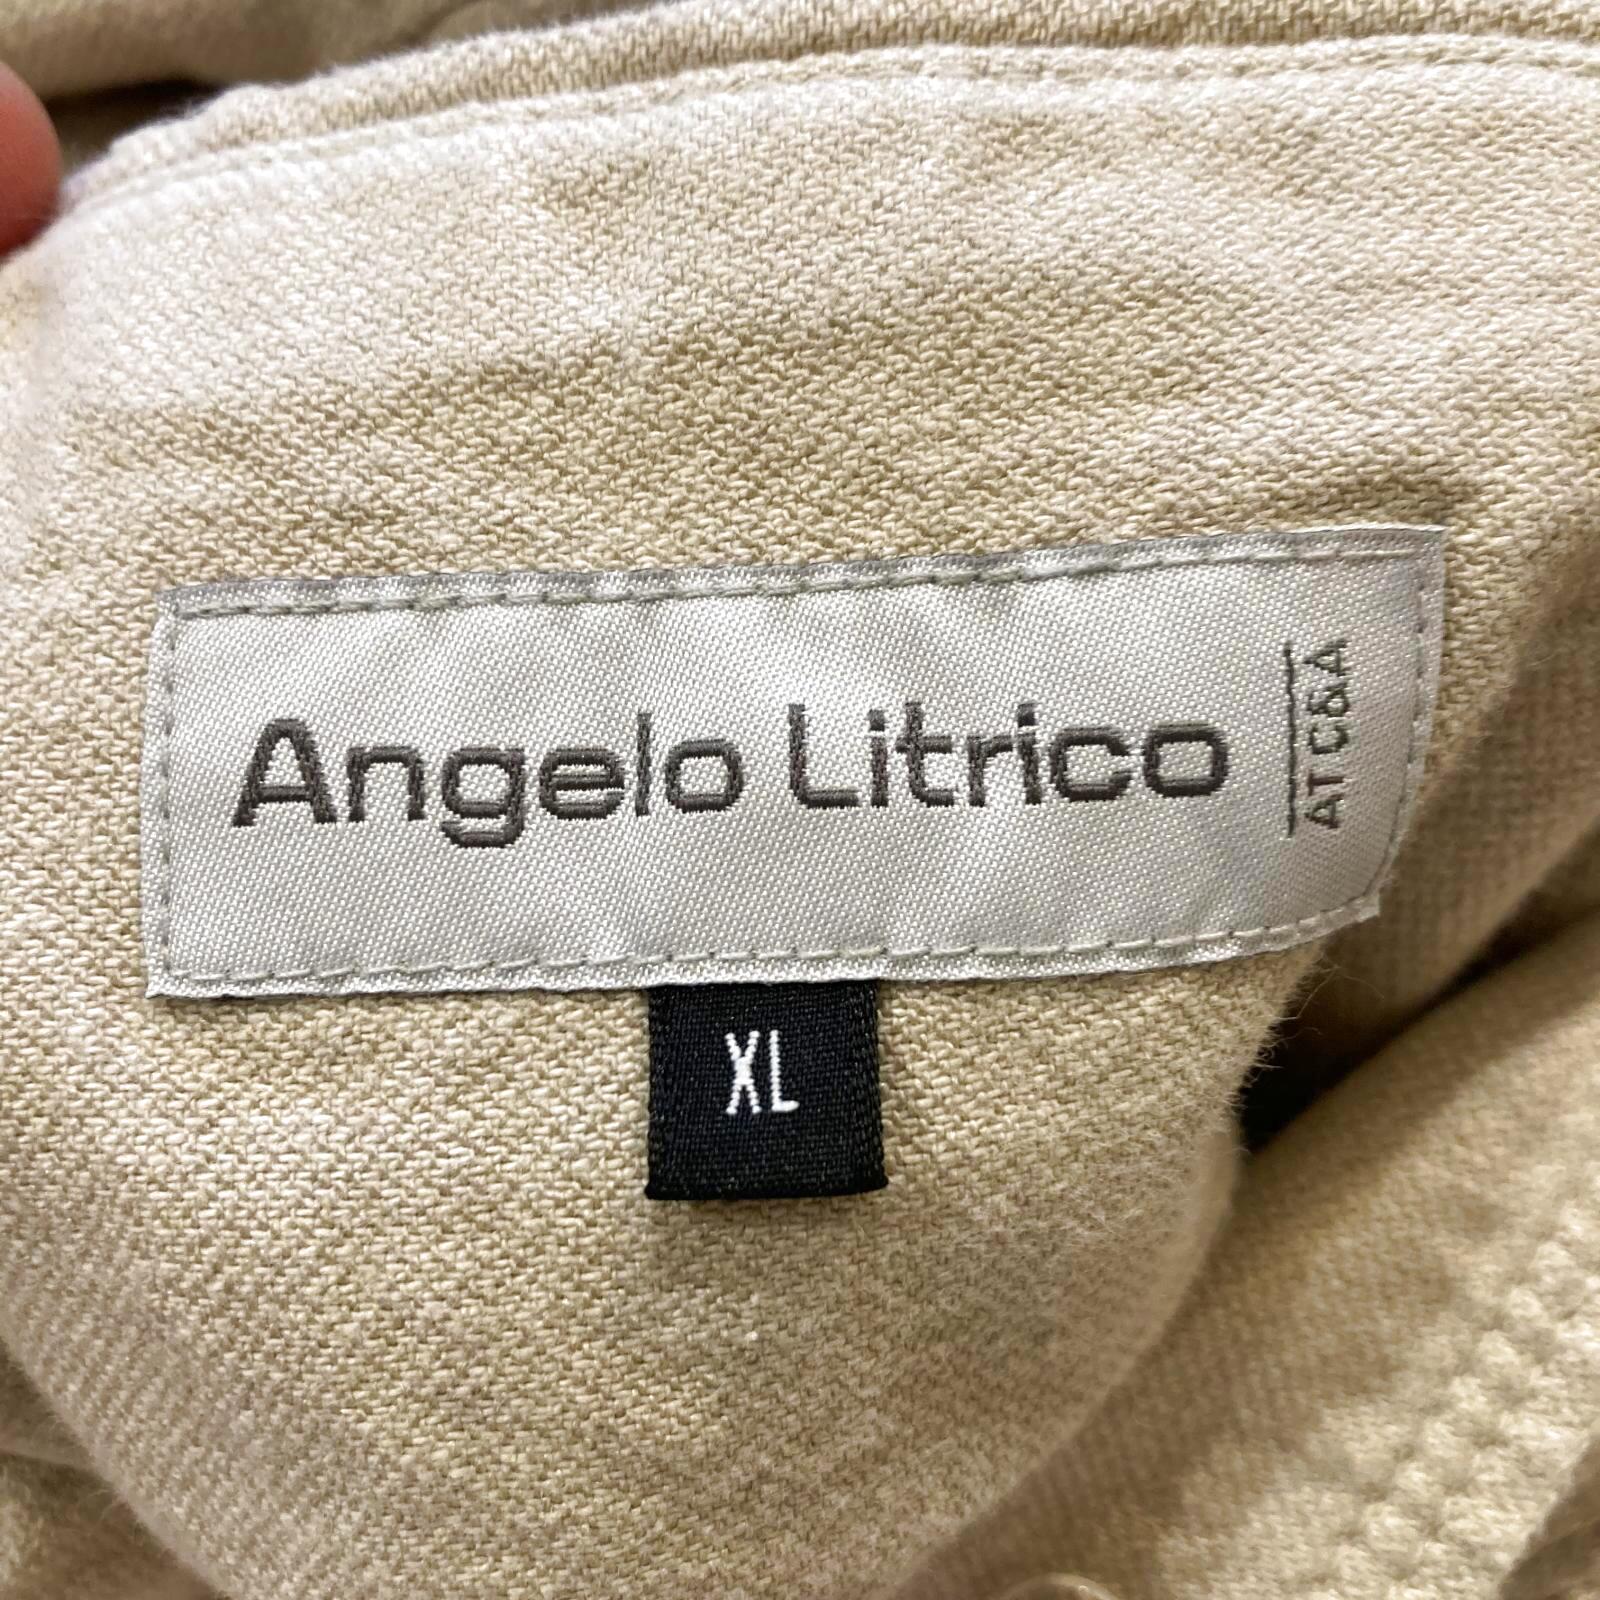 Angelo Litrico
AT C&A
XL